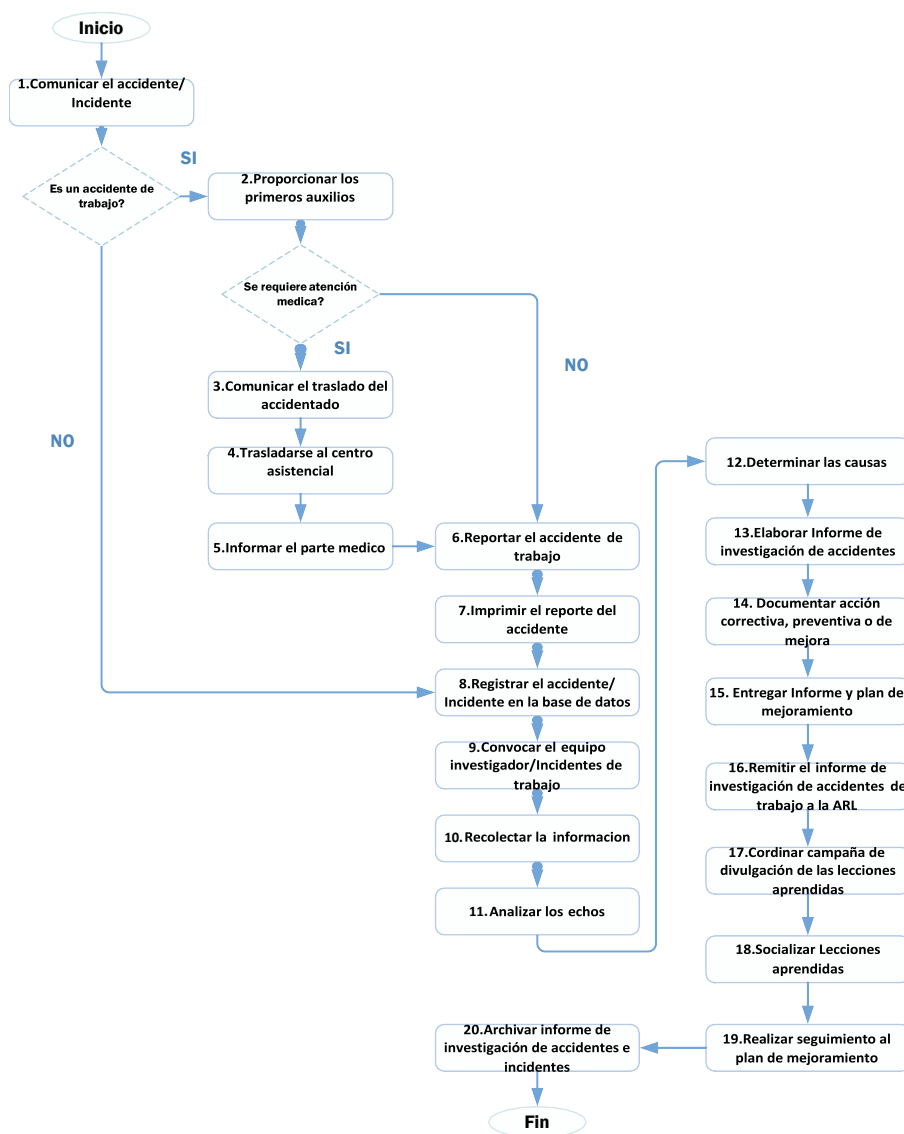 Inicio
1.Comunicar el accidente/
Incidente
SI
Es un accidente de
trabajo?
2.Proporcionar los
primeros auxilios
Se requiere atención
medica?
SI
NO
3.Comunicar el traslado del
accidentado
NO
4.Trasladarse al centro
asistencial
5.Informar el parte medico
6.Reportar el accidente de
trabajo
7.Imprimir el reporte del
accidente
8.Registrar el accidente/
Incidente en la base de datos
9.Convocar el equipo
investigador/Incidentes de
trabajo
10.Recolectar la informacion
11.Analizar los echos
12.Determinar las causas
13.Elaborar Informe de
investigación de accidentes
14. Documentar acción
correctiva, preventiva o de
mejora
15. Entregar Informe y plan de
mejoramiento
16.Remitir el informe de
investigación de accidentes de
trabajo a la ARL
17.Cordinar campaña de
divulgación de las lecciones
aprendidas
18.Socializar Lecciones
aprendidas
19.Realizar seguimiento al
plan de mejoramiento
20.Archivar informe de
investigación de accidentes e
incidentes
Fin